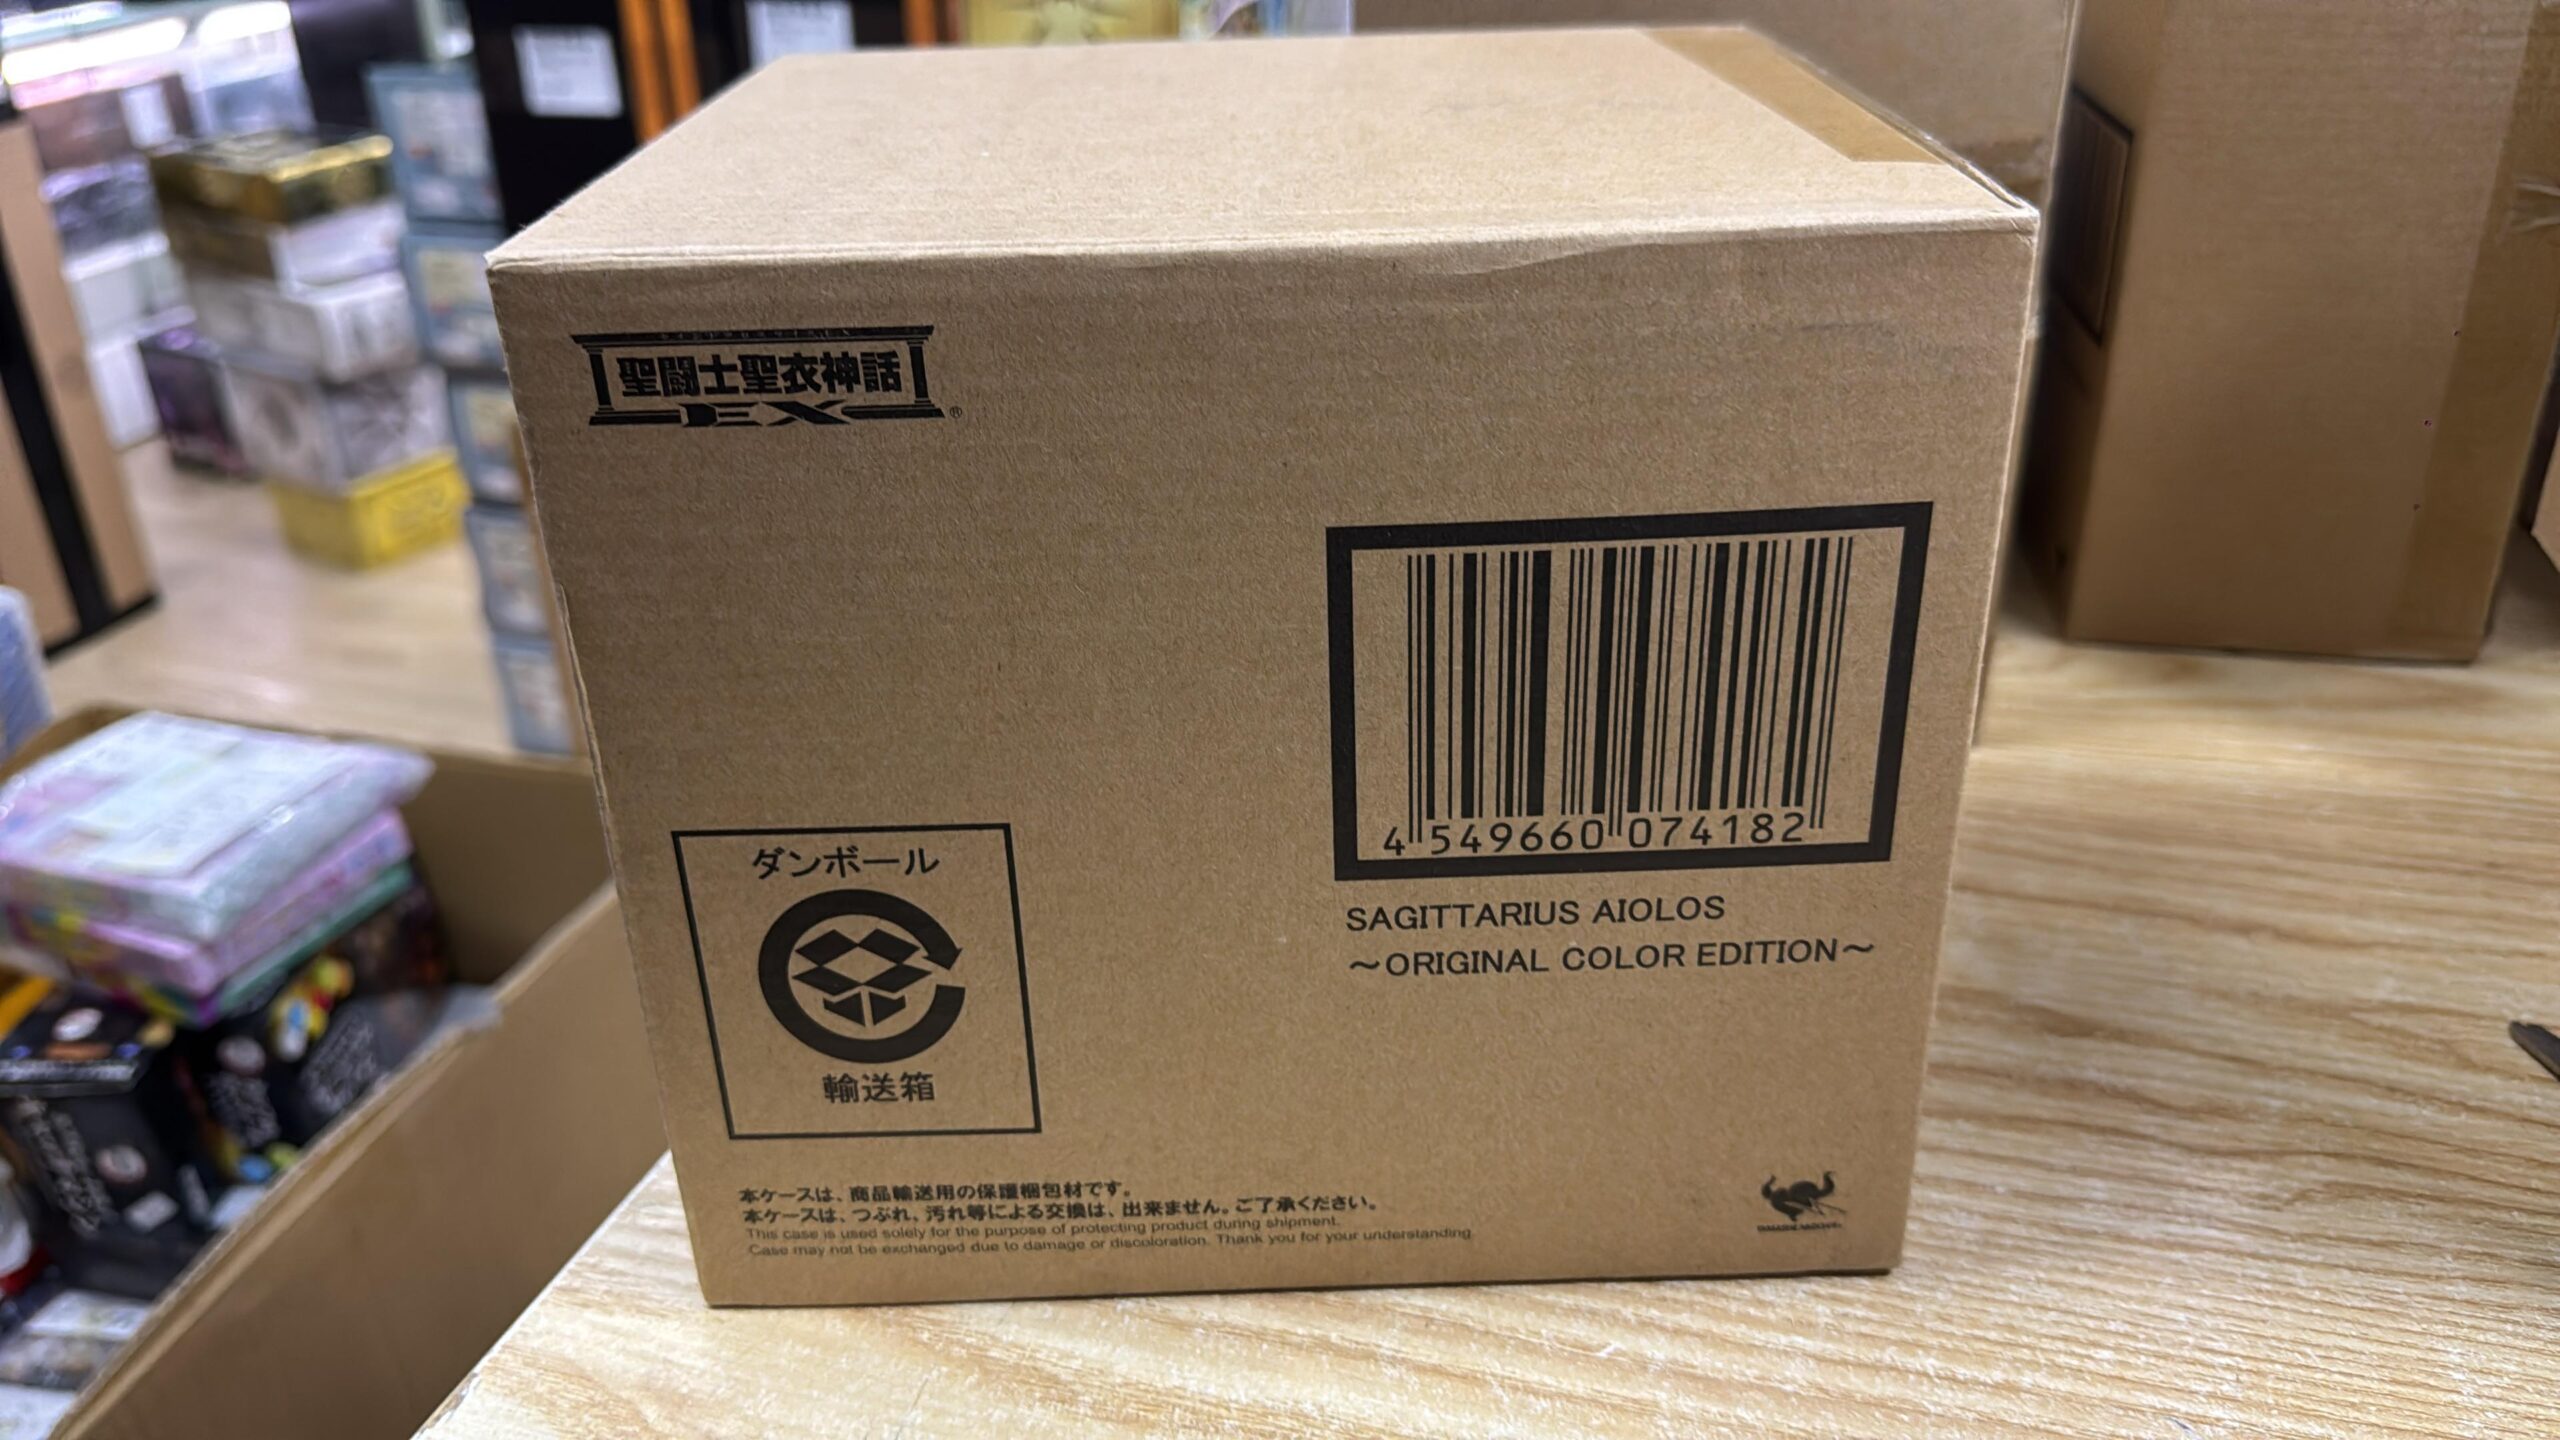 聖闘士聖衣神話
EX®
4 549660 074182
SAGITTARIUS AIOLOS
～ORIGINAL COLOR EDITION～
ダンボール
輸送箱
本ケースは、商品輸送用の保護梱包材です。
本ケースは、つぶれ、汚れ等による交換は、出来ません。ご了承ください。
This case is used solely for the purpose of protecting product during shipment.
Case may not be exchanged due to damage or discoloration. Thank you for your understanding